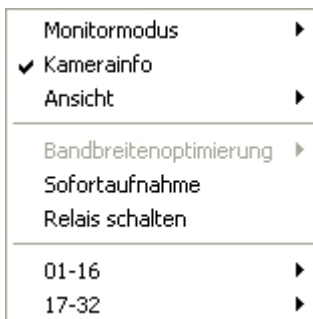 Monitormodus
Kamerainfo
Ansicht
Bandbreitenoptimierung
Sofortaufnahme
Relais schalten
01-16
17-32